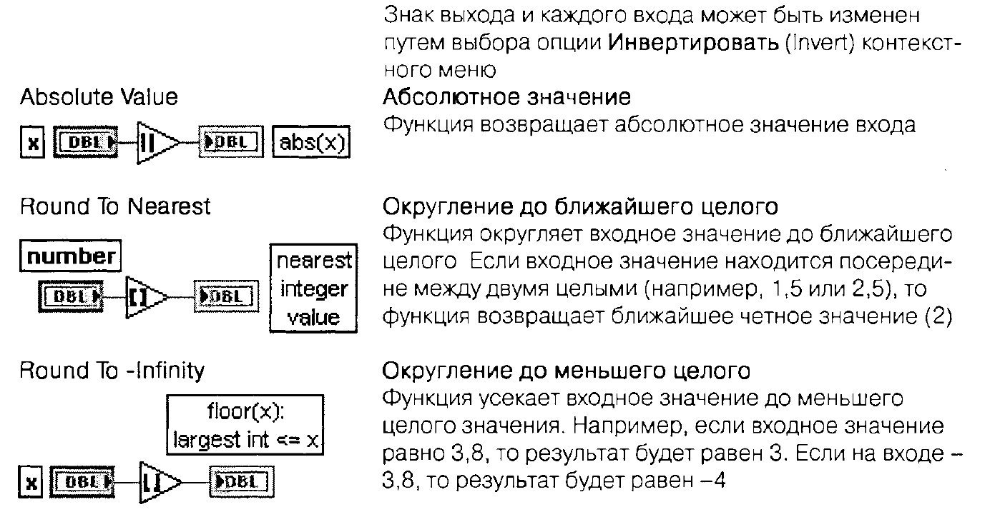 Знак выхода и каждого входа может быть изменен
путем выбора опции Инвертировать (Invert) контекст-
ного меню
Absolute Value
Абсолютное значение
Функция возвращает абсолютное значение входа
x DBL || DBL abs(x)
Round To Nearest
Округление до ближайшего целого
Функция округляет входное значение до ближайшего
целого Если входное значение находится посереди-
не между двумя целыми (например, 1,5 или 2,5), то
функция возвращает ближайшее четное значение (2)
number
DBL [ ] DBL
nearest
integer
value
Round To -Infinity
Округление до меньшего целого
Функция усекает входное значение до меньшего
целого значения. Например, если входное значение
равно 3,8, то результат будет равен 3. Если на входе –
3,8, то результат будет равен –4
floor(x):
largest int <= x
x DBL ⌊⌋ DBL